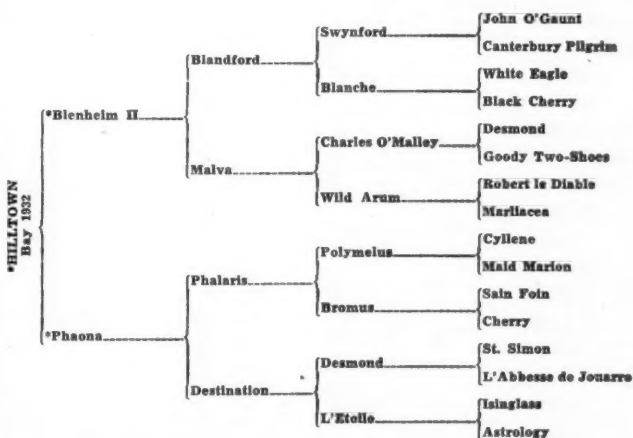 John O'Gaunt
Swynford
Canterbury Pilgrim
Blandford
White Eagle
Blanche
Black Cherry
*Blenheim II
Desmond
Charles O'Malley
Goody Two-Shoes
Malva
Robert le Diable
Wild Arum
Marliacea
*HILLTOWN
Bay 1932
Cyllene
Polymelus
Maid Marion
Phalaris
Sain Foin
Bromus
Cherry
*Phaona
St. Simon
Desmond
L'Abbesse de Jouarre
Destination
Isinglass
L'Etoile
Astrology